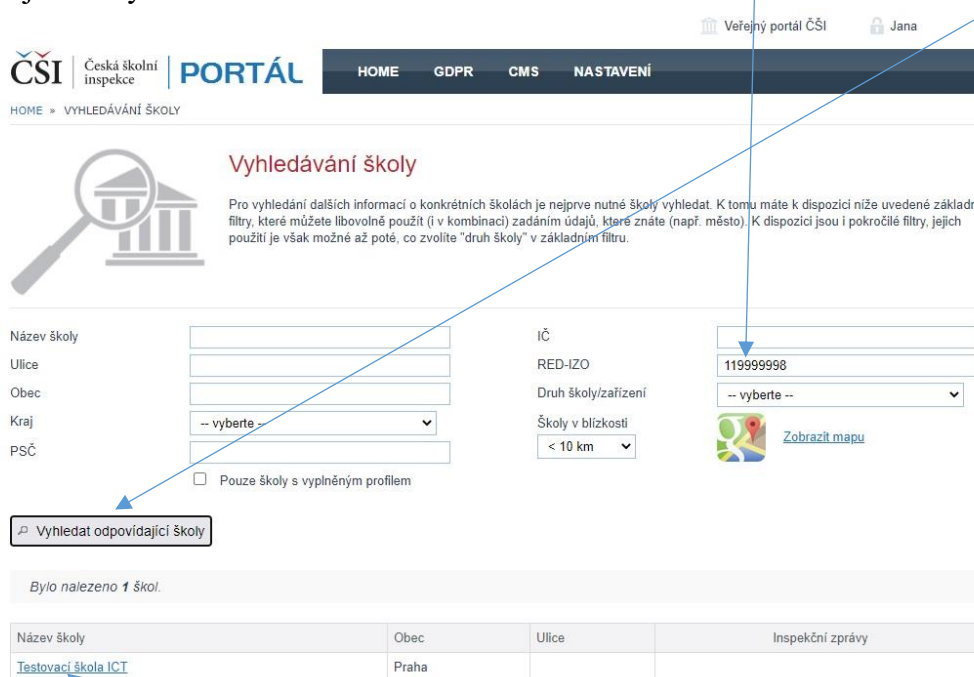 Veřejný portál ČŠI Jana
ČŠI Česká školní inspekce PORTÁL HOME GDPR CMS NASTAVENÍ
HOME » VYHLEDÁVÁNÍ ŠKOLY
Vyhledávání školy
Pro vyhledání dalších informací o konkrétních školách je nejprve nutné školy vyhledat. K tomu máte k dispozici níže uvedené základn
filtry, které můžete libovolně použít (i v kombinaci) zadáním údajů, které znáte (např. město). K dispozici jsou i pokročilé filtry, jejich
použití je však možné až poté, co zvolíte "druh školy" v základním filtru.
Název školy IČ
Ulice RED-IZO 119999998
Obec Druh školy/zařízení -- vyberte --
Kraj -- vyberte -- Školy v blízkosti
PSČ < 10 km Zobrazit mapu
Pouze školy s vyplněným profilem
Vyhledat odpovídající školy
Bylo nalezeno 1 škol.
Název školy Obec Ulice Inspekční zprávy
Testovací škola ICT Praha